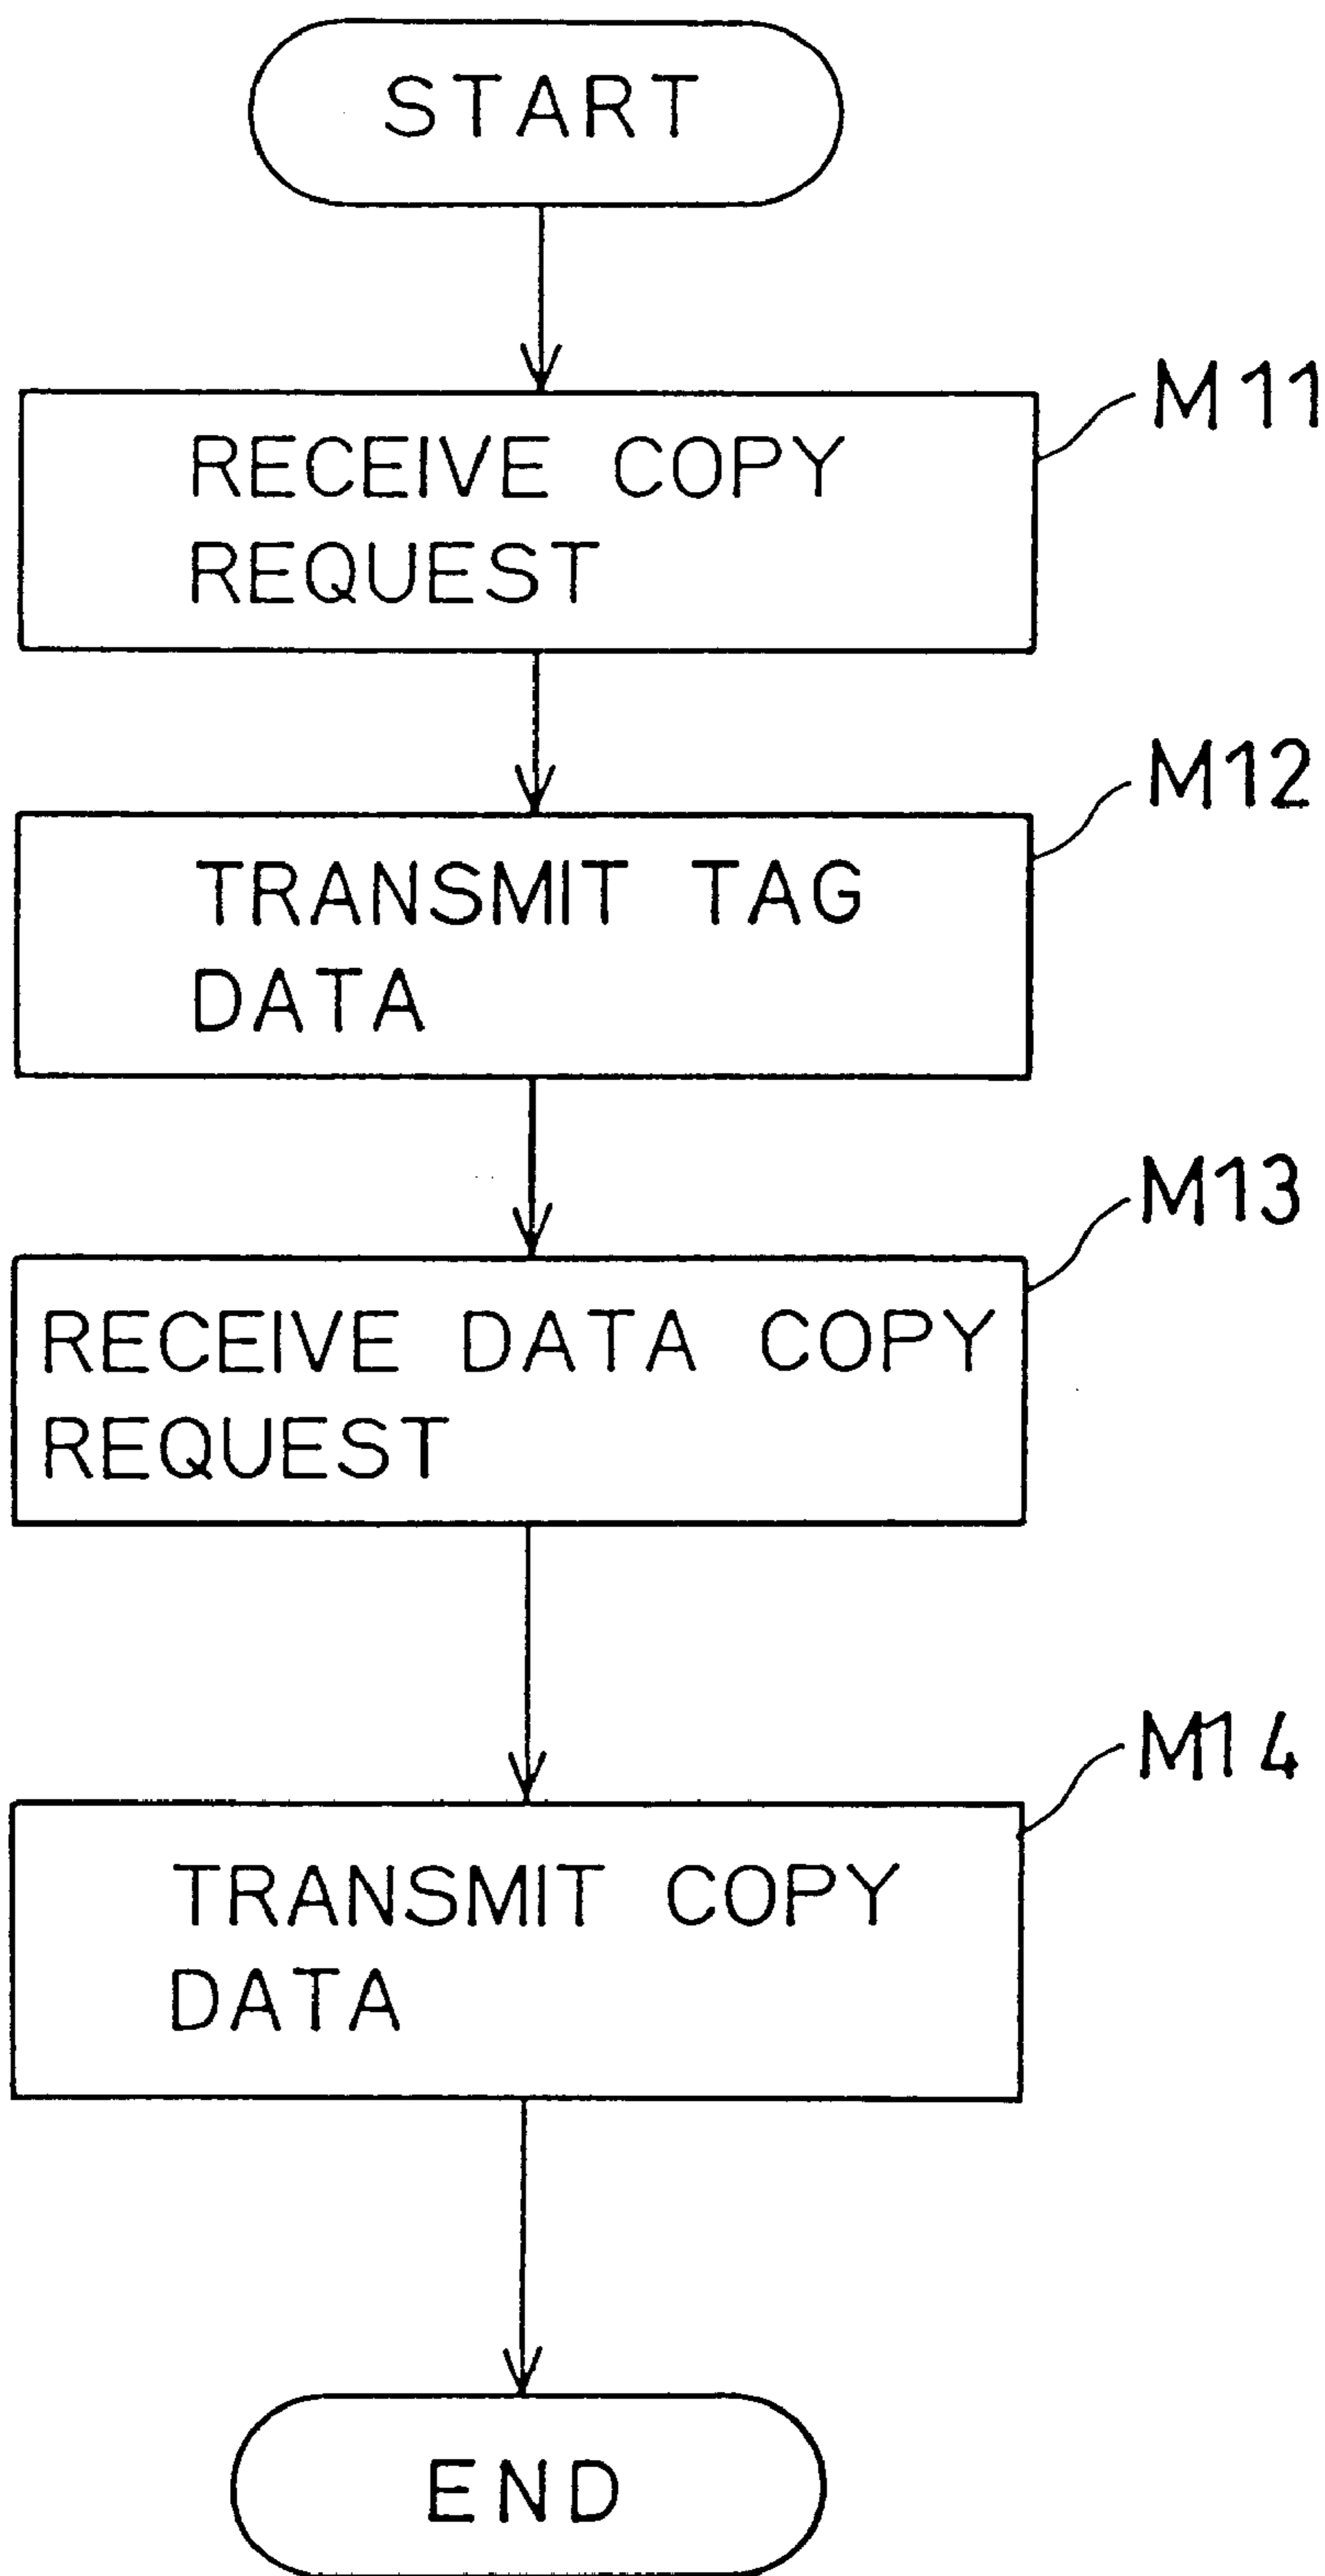 START
M11
RECEIVE COPY
REQUEST
M12
TRANSMIT TAG
DATA
M13
RECEIVE DATA COPY
REQUEST
M14
TRANSMIT COPY
DATA
END